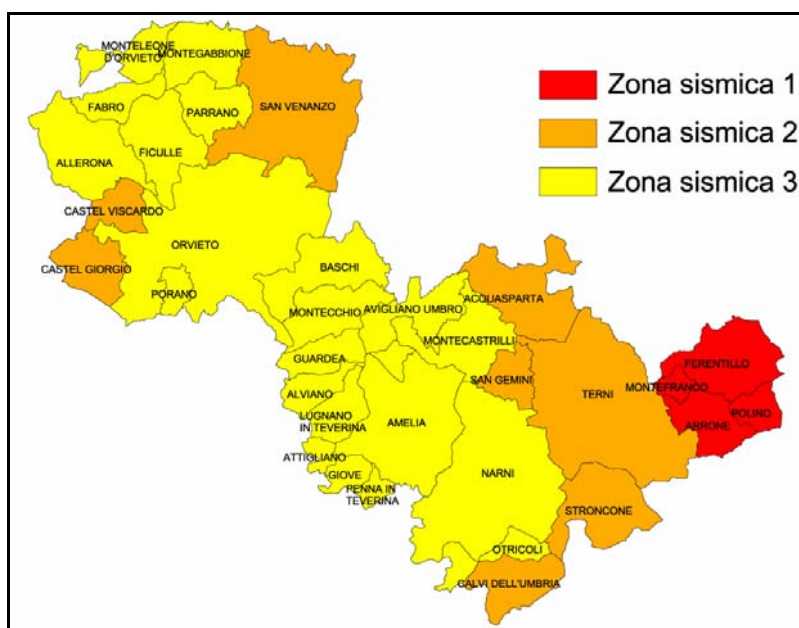 MONTELEONE
D'ORVIETO
MONTEGABBIONE
FABRO
PARRANO
SAN VENANZO
ALLERONA
FICULLE
CASTEL VISCARDO
ORVIETO
CASTEL GIORGIO
PORANO
BASCHI
MONTECCHIO
AVIGLIANO UMBRO
ACQUASPARTA
MONTECASTRILLI
GUARDEA
SAN GEMINI
ALVIANO
LUGNANO
IN TEVERINA
AMELIA
TERNI
FERENTILLO
MONTEFRANCO
POLINO
ARRONE
ATTIGLIANO
GIOVE
PENNA IN
TEVERINA
NARNI
STRONCONE
OTRICOLI
CALVI DELL'UMBRIA
Zona sismica 1
Zona sismica 2
Zona sismica 3